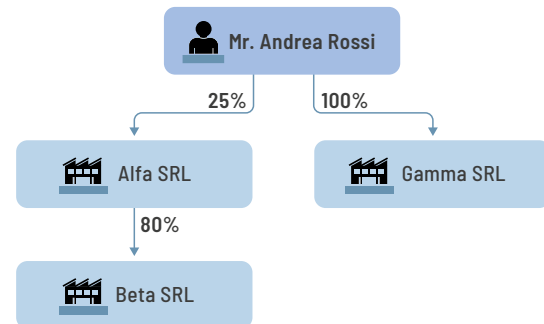 Mr. Andrea Rossi
25%
100%
Alfa SRL
Gamma SRL
80%
Beta SRL